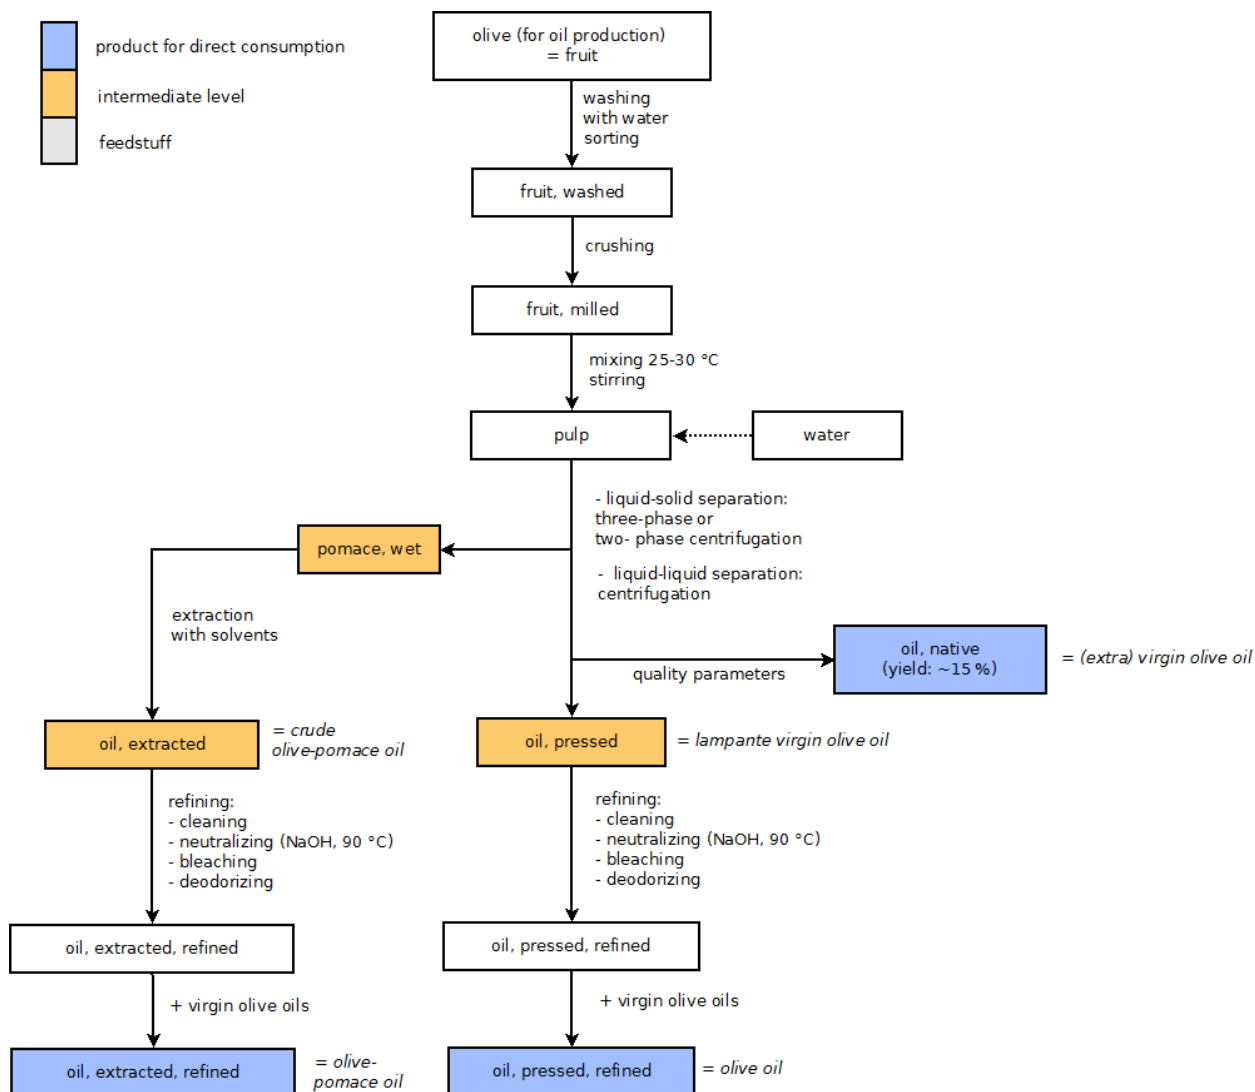 product for direct consumption
intermediate level
feedstuff
olive (for oil production)
= fruit
washing
with water
sorting
fruit, washed
crushing
fruit, milled
mixing 25-30 °C
stirring
pulp
water
- liquid-solid separation:
three-phase or
two- phase centrifugation
- liquid-liquid separation:
centrifugation
pomace, wet
extraction
with solvents
quality parameters
oil, native
(yield: ~15 %)
= (extra) virgin olive oil
oil, extracted
= crude
olive-pomace oil
oil, pressed
= lampante virgin olive oil
refining:
- cleaning
- neutralizing (NaOH, 90 °C)
- bleaching
- deodorizing
refining:
- cleaning
- neutralizing (NaOH, 90 °C)
- bleaching
- deodorizing
oil, extracted, refined
oil, pressed, refined
+ virgin olive oils
+ virgin olive oils
oil, extracted, refined
= olive-
pomace oil
oil, pressed, refined
= olive oil